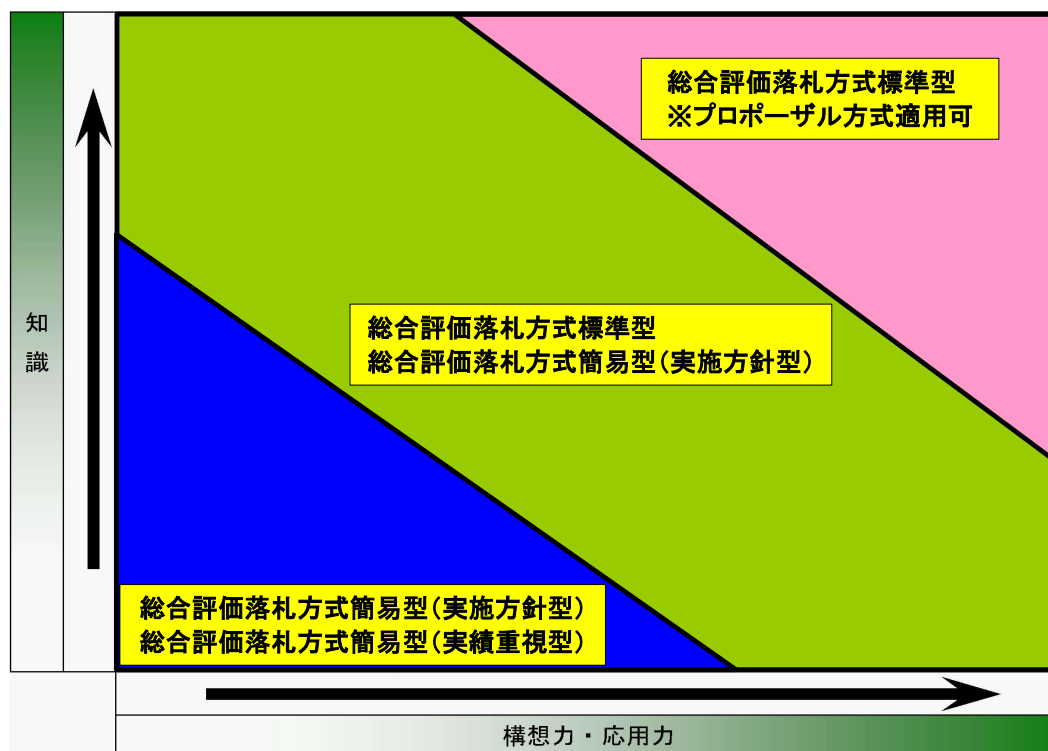 総合評価落札方式標準型
※プロポーザル方式適用可
知
識
総合評価落札方式標準型
総合評価落札方式簡易型(実施方針型)
総合評価落札方式簡易型(実施方針型)
総合評価落札方式簡易型(実績重視型)
構想力・応用力